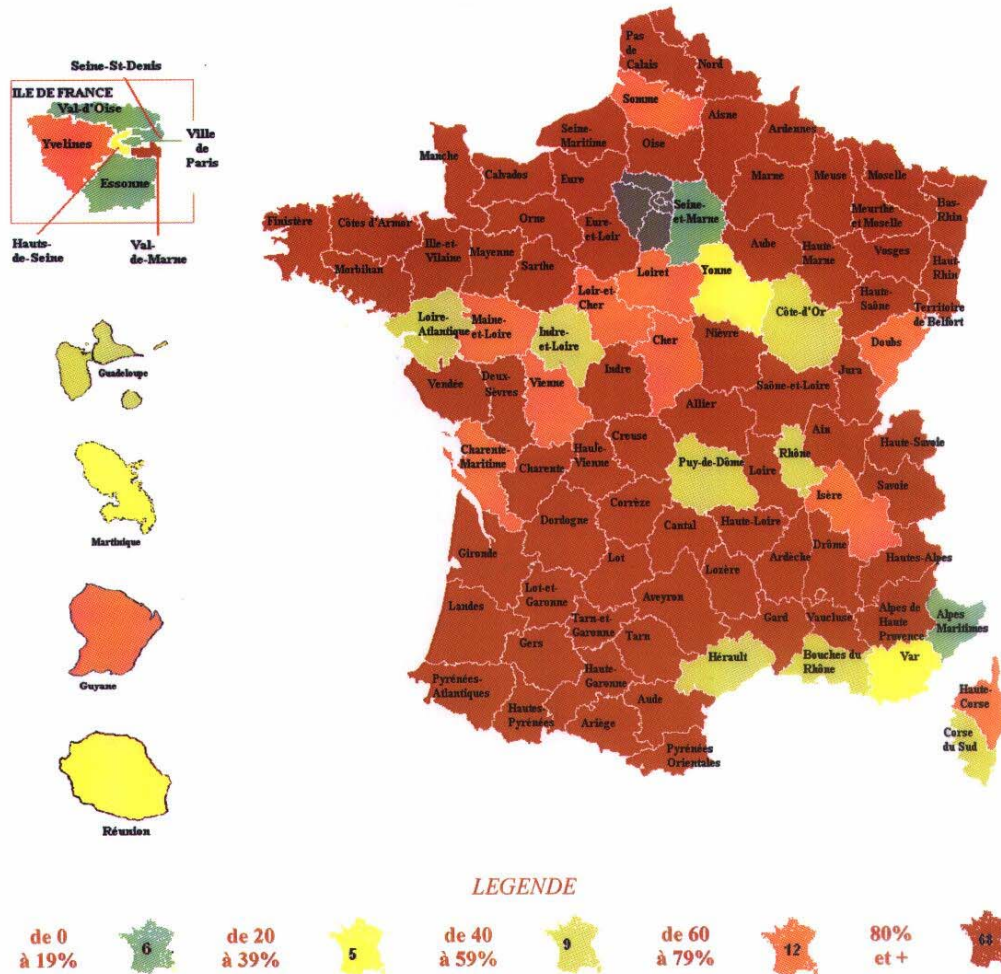 Seine-St-Denis
ILE DE FRANCE
Val-d'Oise
Yvelines
Ville
de
Paris
Essonne
Hauts-
de-Seine
Val-
de-Marne
Guadeloupe
Martinique
Guyane
Réunion
Pas
de
Calais
Nord
Somme
Aisne
Ardennes
Seine-
Maritime
Oise
Manche
Calvados
Eure
Marne
Meuse
Moselle
Bas-
Rhin
Meurthe
et Moselle
Seine-
et-Marne
Orne
Eure-
et-Loir
Finistère
Côtes d'Armor
Ille-et-
Vilaine
Mayenne
Morbihan
Sarthe
Aube
Haute-
Marne
Vosges
Haut-
Rhin
Loiret
Yonne
Loir-et-
Cher
Haute-
Saône
Territoire
de Belfort
Côte-d'Or
Loire-
Atlantique
Maine-
et-Loire
Indre-
et-Loire
Cher
Nièvre
Doubs
Vendée
Deux-
Sèvres
Vienne
Indre
Saône-et-Loire
Jura
Allier
Charente-
Maritime
Charente
Haute-
Vienne
Creuse
Puy-de-Dôme
Loire
Rhône
Ain
Haute-Savoie
Savoie
Isère
Corrèze
Dordogne
Cantal
Haute-Loire
Gironde
Ardèche
Drôme
Hautes-Alpes
Lot
Lozère
Lot-et-
Garonne
Aveyron
Landes
Tarn-et-
Garonne
Gard
Vaucluse
Alpes de
Haute
Provence
Alpes
Maritimes
Gers
Tarn
Hérault
Bouches du
Rhône
Var
Haute-
Garonne
Pyrénées-
Atlantiques
Hautes-
Pyrénées
Ariège
Aude
Pyrénées
Orientales
Haute-
Corse
Corse
du Sud
LEGENDE
de 0
à 19%
6
de 20
à 39%
5
de 40
à 59%
9
de 60
à 79%
12
80%
et +
68